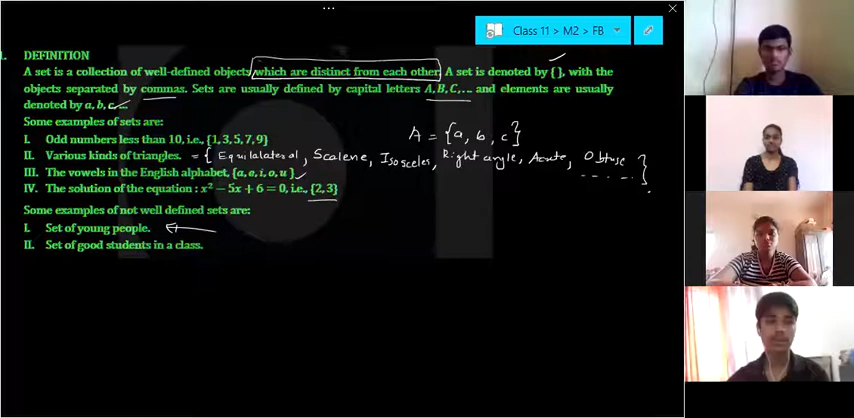 Class 11 > M2 > FB
DEFINITION
A set is a collection of well-defined objects which are distinct from each other. A set is denoted by { }, with the
objects separated by commas. Sets are usually defined by capital letters A, B, C, ... and elements are usually
denoted by a, b, c...
Some examples of sets are:
A = {a, b, c}
I. Odd numbers less than 10, i.e., {1, 3, 5, 7, 9}
II. Various kinds of triangles. = { Equilalateral, Scalene, Isosceles, Right angle, Acute, Obtuse ..... }
III. The vowels in the English alphabet, {a, e, i, o, u}
IV. The solution of the equation : x² − 5x + 6 = 0, i.e., {2, 3}
Some examples of not well defined sets are:
I. Set of young people.
II. Set of good students in a class.